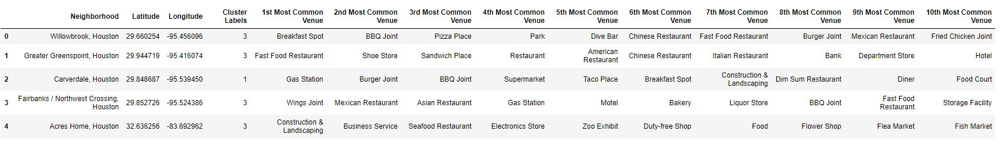 Neighborhood Latitude Longitude Cluster Labels 1st Most Common Venue 2nd Most Common Venue 3rd Most Common Venue 4th Most Common Venue 5th Most Common Venue 6th Most Common Venue 7th Most Common Venue 8th Most Common Venue 9th Most Common Venue 10th Most Common Venue
0 Willowbrook, Houston 29.660254 -95.456096 3 Breakfast Spot BBQ Joint Pizza Place Park Dive Bar Chinese Restaurant Fast Food Restaurant Burger Joint Mexican Restaurant Fried Chicken Joint
1 Greater Greenspoint, Houston 29.944719 -95.416074 3 Fast Food Restaurant Shoe Store Sandwich Place Restaurant American Restaurant Chinese Restaurant Italian Restaurant Bank Department Store Hotel
2 Carverdale, Houston 29.848687 -95.539450 1 Gas Station Burger Joint BBQ Joint Supermarket Taco Place Breakfast Spot Construction & Landscaping Dim Sum Restaurant Diner Food Court
3 Fairbanks / Northwest Crossing, Houston 29.852726 -95.524386 3 Wings Joint Mexican Restaurant Asian Restaurant Gas Station Motel Bakery Liquor Store BBQ Joint Fast Food Restaurant Storage Facility
4 Acres Home, Houston 32.636256 -83.692962 3 Construction & Landscaping Business Service Seafood Restaurant Electronics Store Zoo Exhibit Duty-free Shop Food Flower Shop Flea Market Fish Market